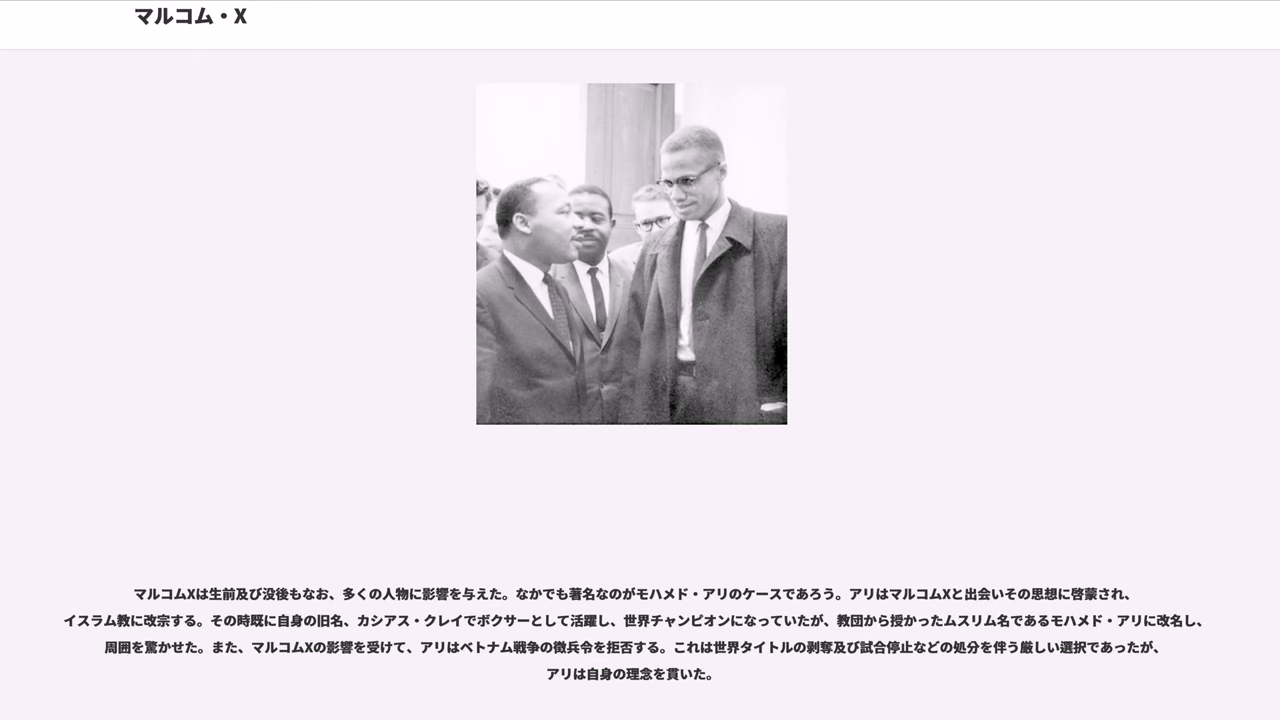 マルコム・X
マルコムXは生前及び没後もなお、多くの人物に影響を与えた。なかでも著名なのがモハメド・アリのケースであろう。アリはマルコムXと出会いその思想に啓蒙され、
イスラム教に改宗する。その時既に自身の旧名、カシアス・クレイでボクサーとして活躍し、世界チャンピオンになっていたが、教団から授かったムスリム名であるモハメド・アリに改名し、
周囲を驚かせた。また、マルコムXの影響を受けて、アリはベトナム戦争の徴兵令を拒否する。これは世界タイトルの剥奪及び試合停止などの処分を伴う厳しい選択であったが、
アリは自身の理念を貫いた。